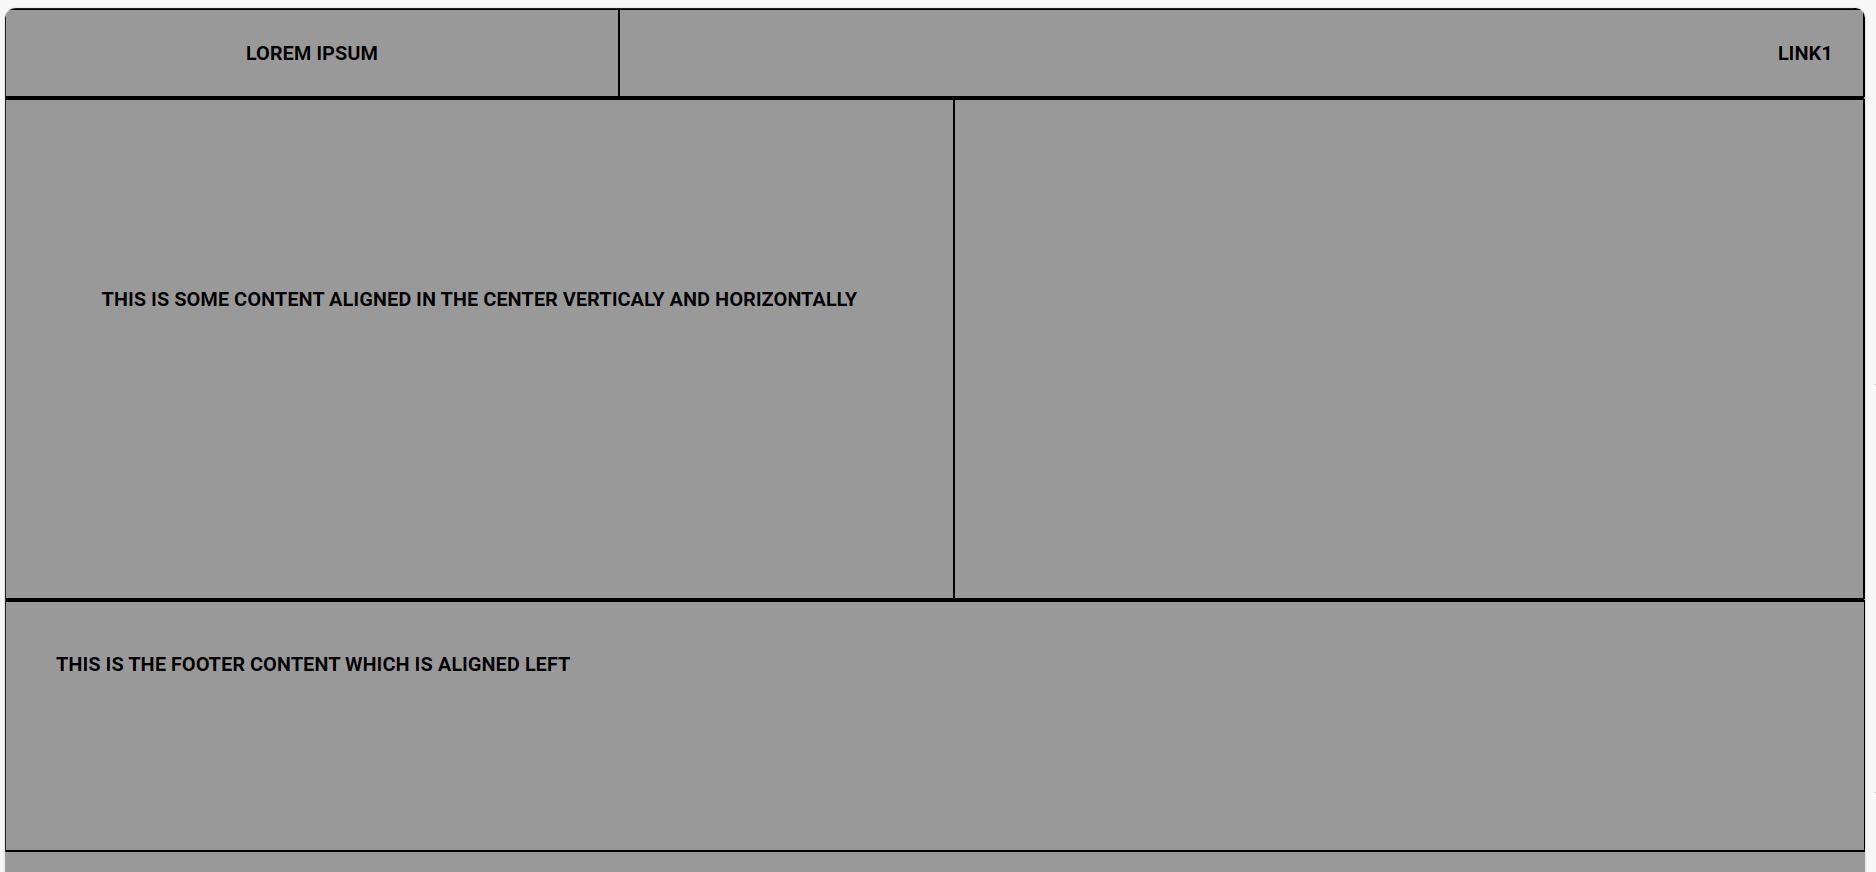 LOREM IPSUM
LINK1
THIS IS SOME CONTENT ALIGNED IN THE CENTER VERTICALY AND HORIZONTALLY
THIS IS THE FOOTER CONTENT WHICH IS ALIGNED LEFT